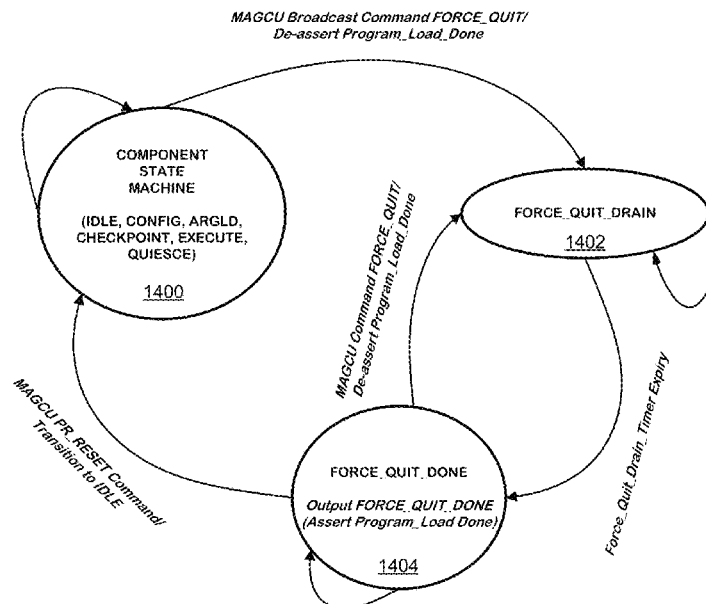 MAGCU Broadcast Command FORCE_QUIT/
De-assert Program_Load_Done
COMPONENT
STATE
MACHINE
(IDLE, CONFIG, ARGLD,
CHECKPOINT, EXECUTE,
QUIESCE)
1400
FORCE_QUIT_DRAIN
1402
MAGCU Command FORCE_QUIT/
De-assert Program_Load_Done
MAGCU PR_RESET Command/
Transition to IDLE
Force_Quit_Drain_Timer Expiry
FORCE_QUIT_DONE
Output FORCE_QUIT_DONE
(Assert Program_Load Done)
1404